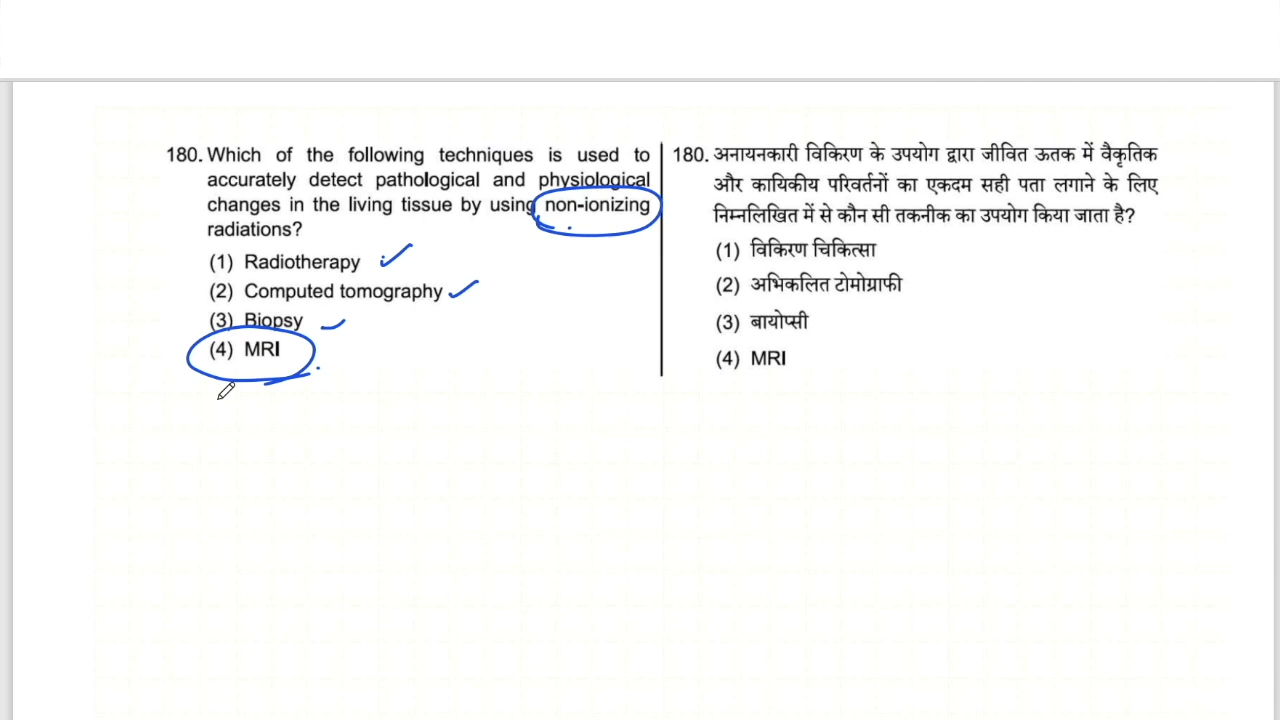 180. Which of the following techniques is used to
accurately detect pathological and physiological
changes in the living tissue by using non-ionizing
radiations?
(1) Radiotherapy
(2) Computed tomography
(3) Biopsy
(4) MRI
180. अनायनकारी विकिरण के उपयोग द्वारा जीवित ऊतक में वैकृतिक
और कायिकीय परिवर्तनों का एकदम सही पता लगाने के लिए
निम्नलिखित में से कौन सी तकनीक का उपयोग किया जाता है?
(1) विकिरण चिकित्सा
(2) अभिकलित टोमोग्राफी
(3) बायोप्सी
(4) MRI